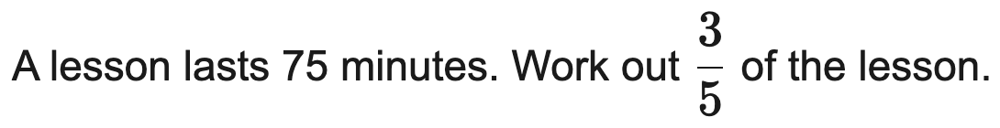 A lesson lasts 75 minutes. Work out 3/5 of the lesson.